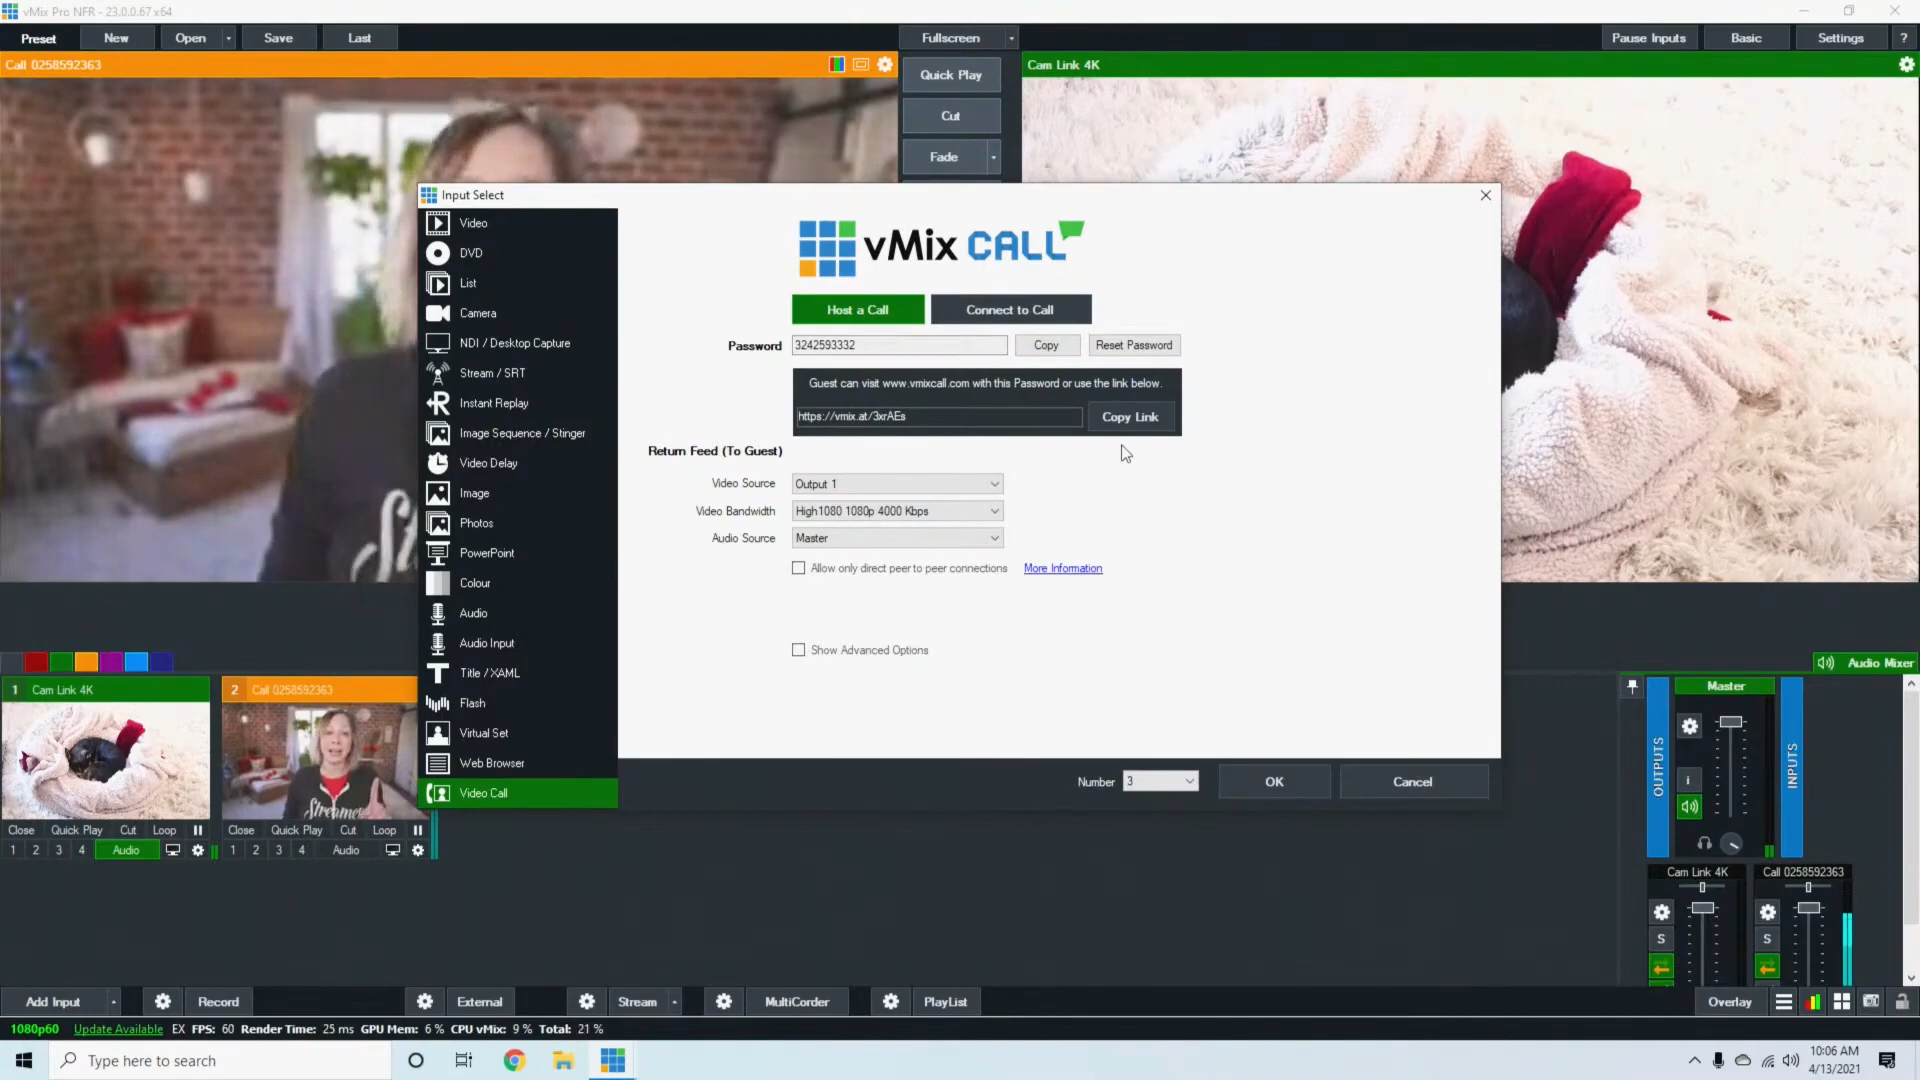 vMix Pro NFR - 23.0.0.67 x64
Preset New Open Save Last Fullscreen Pause Inputs Basic Settings ?
Call 0258592363
Quick Play
Cam Link 4K
Cut
Fade
Input Select
Video
DVD
List
Camera
NDI / Desktop Capture
Stream / SRT
Instant Replay
Image Sequence / Stinger
Video Delay
Image
Photos
PowerPoint
Colour
Audio
Audio Input
Title / XAML
Flash
Virtual Set
Web Browser
Video Call
vMix CALL
Host a Call Connect to Call
Password 3242593332 Copy Reset Password
Guest can visit www.vmixcall.com with this Password or use the link below.
https://vmix.at/3xrAEs Copy Link
Return Feed (To Guest)
Video Source Output 1
Video Bandwidth High1080 1080p 4000 Kbps
Audio Source Master
Allow only direct peer to peer connections More Information
Show Advanced Options
Number 3 OK Cancel
1 Cam Link 4K
2 Call 0258592363
Streamer
Close Quick Play Cut Loop
1 2 3 4 Audio
Close Quick Play Cut Loop
1 2 3 4 Audio
Audio Mixer
Master
OUTPUTS
INPUTS
i
Cam Link 4K
Call 0258592363
S
S
Add Input Record External Stream MultiCorder PlayList Overlay
1080p60 Update Available EX FPS: 60 Render Time: 25 ms GPU Mem: 6 % CPU vMix: 9 % Total: 21 %
Type here to search
10:06 AM
4/13/2021